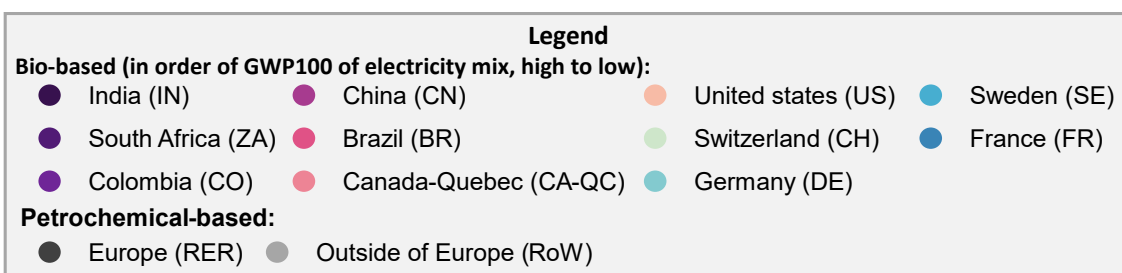 Legend
Bio-based (in order of GWP100 of electricity mix, high to low):
India (IN) China (CN) United states (US) Sweden (SE)
South Africa (ZA) Brazil (BR) Switzerland (CH) France (FR)
Colombia (CO) Canada-Quebec (CA-QC) Germany (DE)
Petrochemical-based:
Europe (RER) Outside of Europe (RoW)